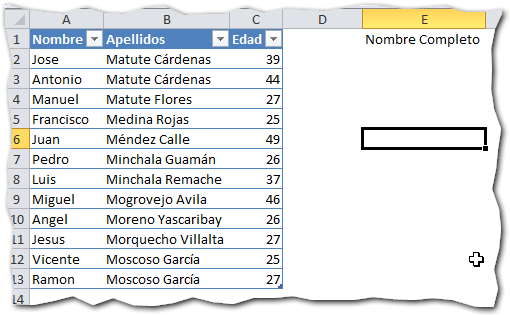 A B C D E
1 Nombre Apellidos Edad Nombre Completo
2 Jose Matute Cárdenas 39
3 Antonio Matute Cárdenas 44
4 Manuel Matute Flores 27
5 Francisco Medina Rojas 25
6 Juan Méndez Calle 49
7 Pedro Minchala Guamán 26
8 Luis Minchala Remache 37
9 Miguel Mogrovejo Avila 46
10 Angel Moreno Yascaribay 26
11 Jesus Morquecho Villalta 27
12 Vicente Moscoso García 25
13 Ramon Moscoso García 27
14